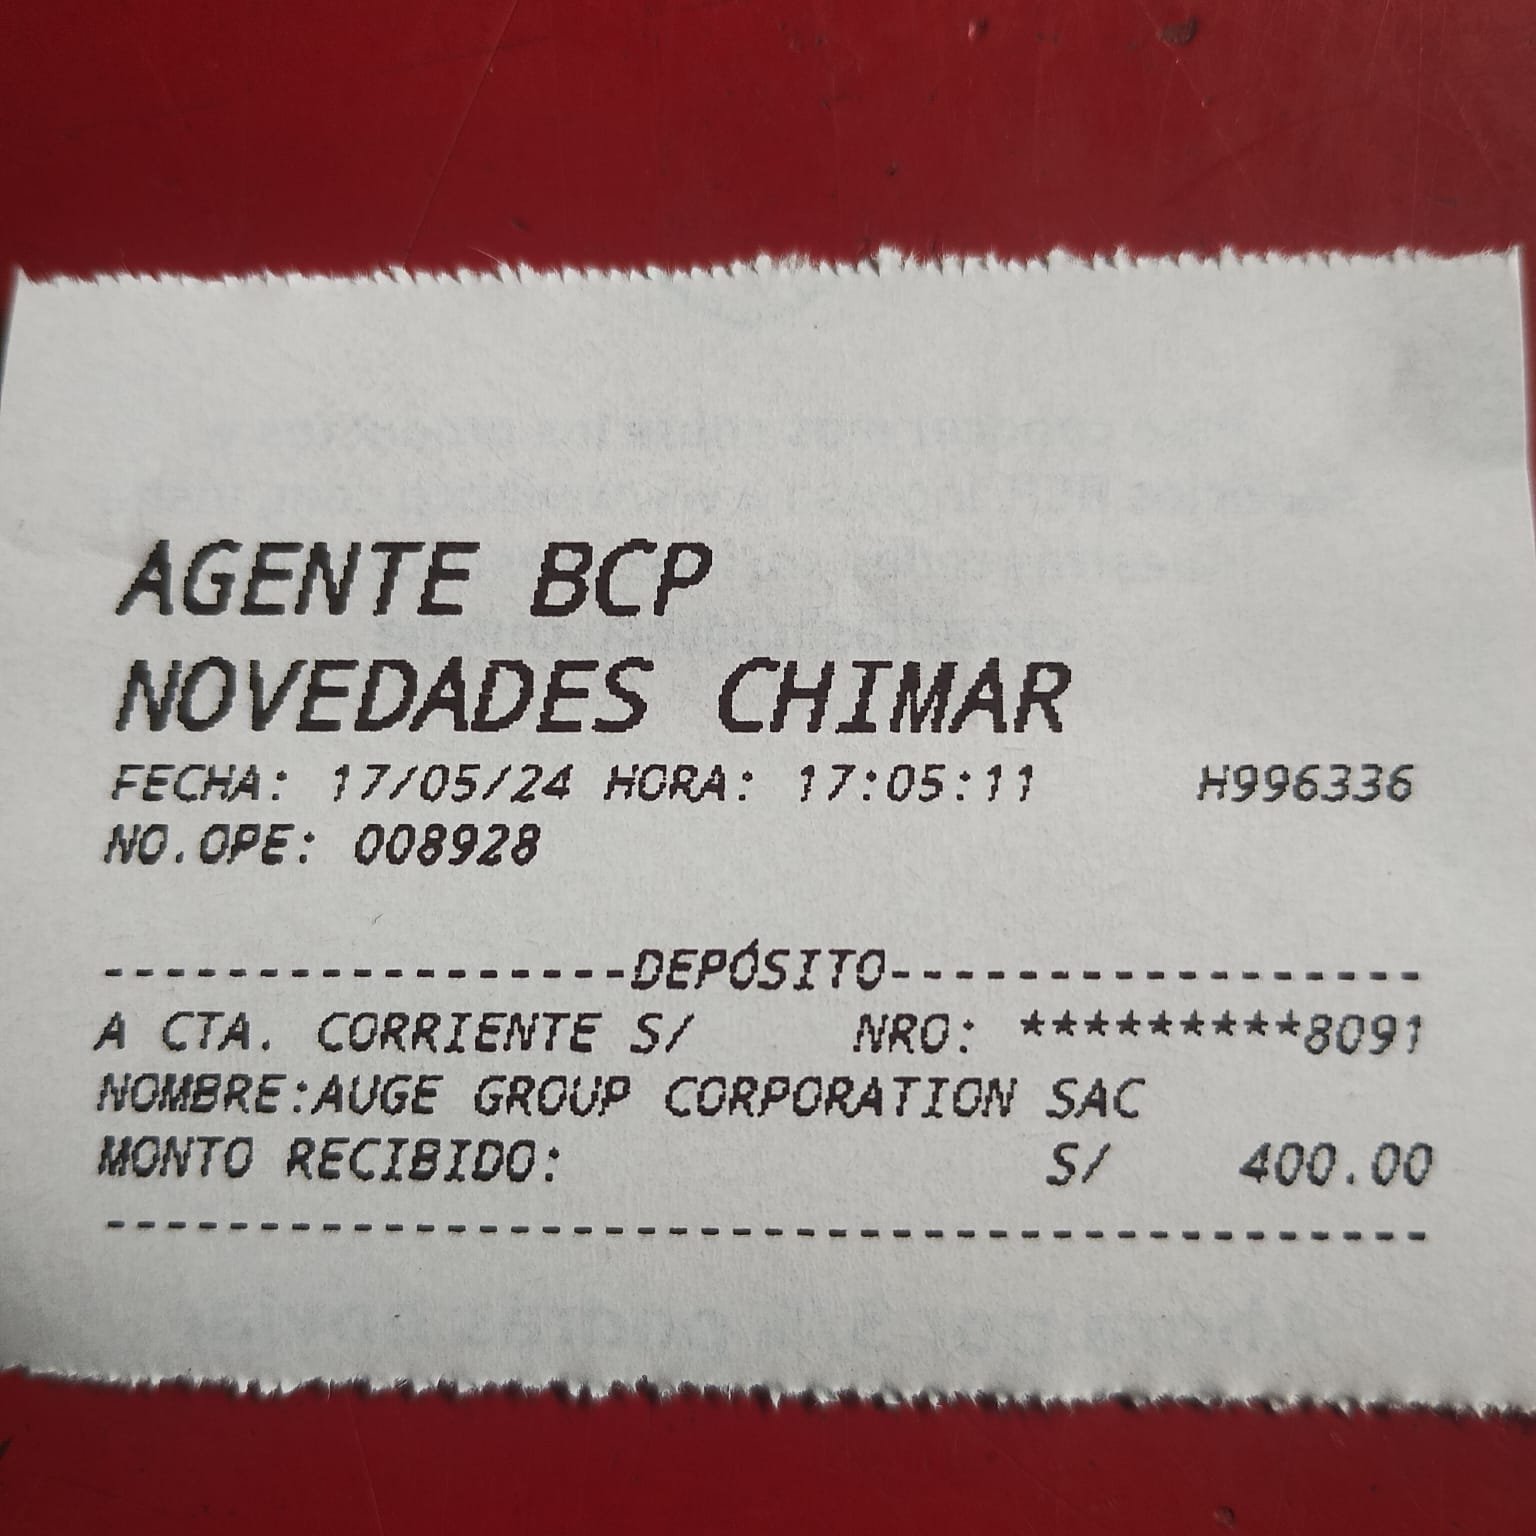 AGENTE BCP
NOVEDADES CHIMAR
FECHA: 17/05/24 HORA: 17:05:11 H996336
NO.OPE: 008928
-----------------DEPÓSITO-----------------
A CTA. CORRIENTE S/ NRO: *********8091
NOMBRE:AUGE GROUP CORPORATION SAC
MONTO RECIBIDO: S/ 400.00
-------------------------------------------